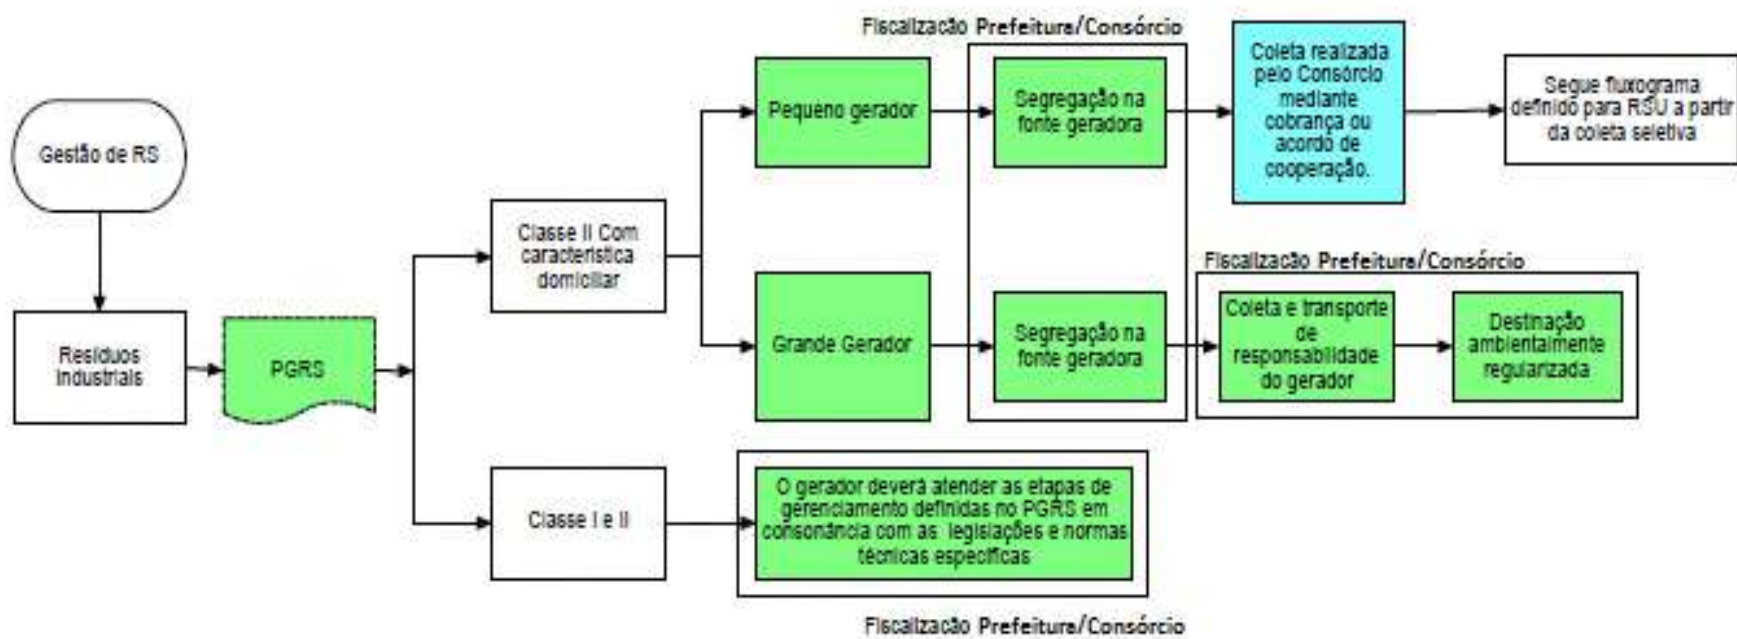 Fiscalização Prefeitura/Consórcio
Gestão de RS
Resíduos
Industriais
PGRS
Classe II Com
característica
domiciliar
Pequeno gerador
Segregação na
fonte geradora
Coleta realizada
pelo Consórcio
mediante
cobrança ou
acordo de
cooperação.
Segue fluxograma
definido para RSU a partir
da coleta seletiva
Grande Gerador
Segregação na
fonte geradora
Fiscalização Prefeitura/Consórcio
Coleta e transporte
de
responsabilidade
do gerador
Destinação
ambientalmente
regularizada
Classe I e II
O gerador deverá atender as etapas de
gerenciamento definidas no PGRS em
consonância com as legislações e normas
técnicas específicas
Fiscalização Prefeitura/Consórcio